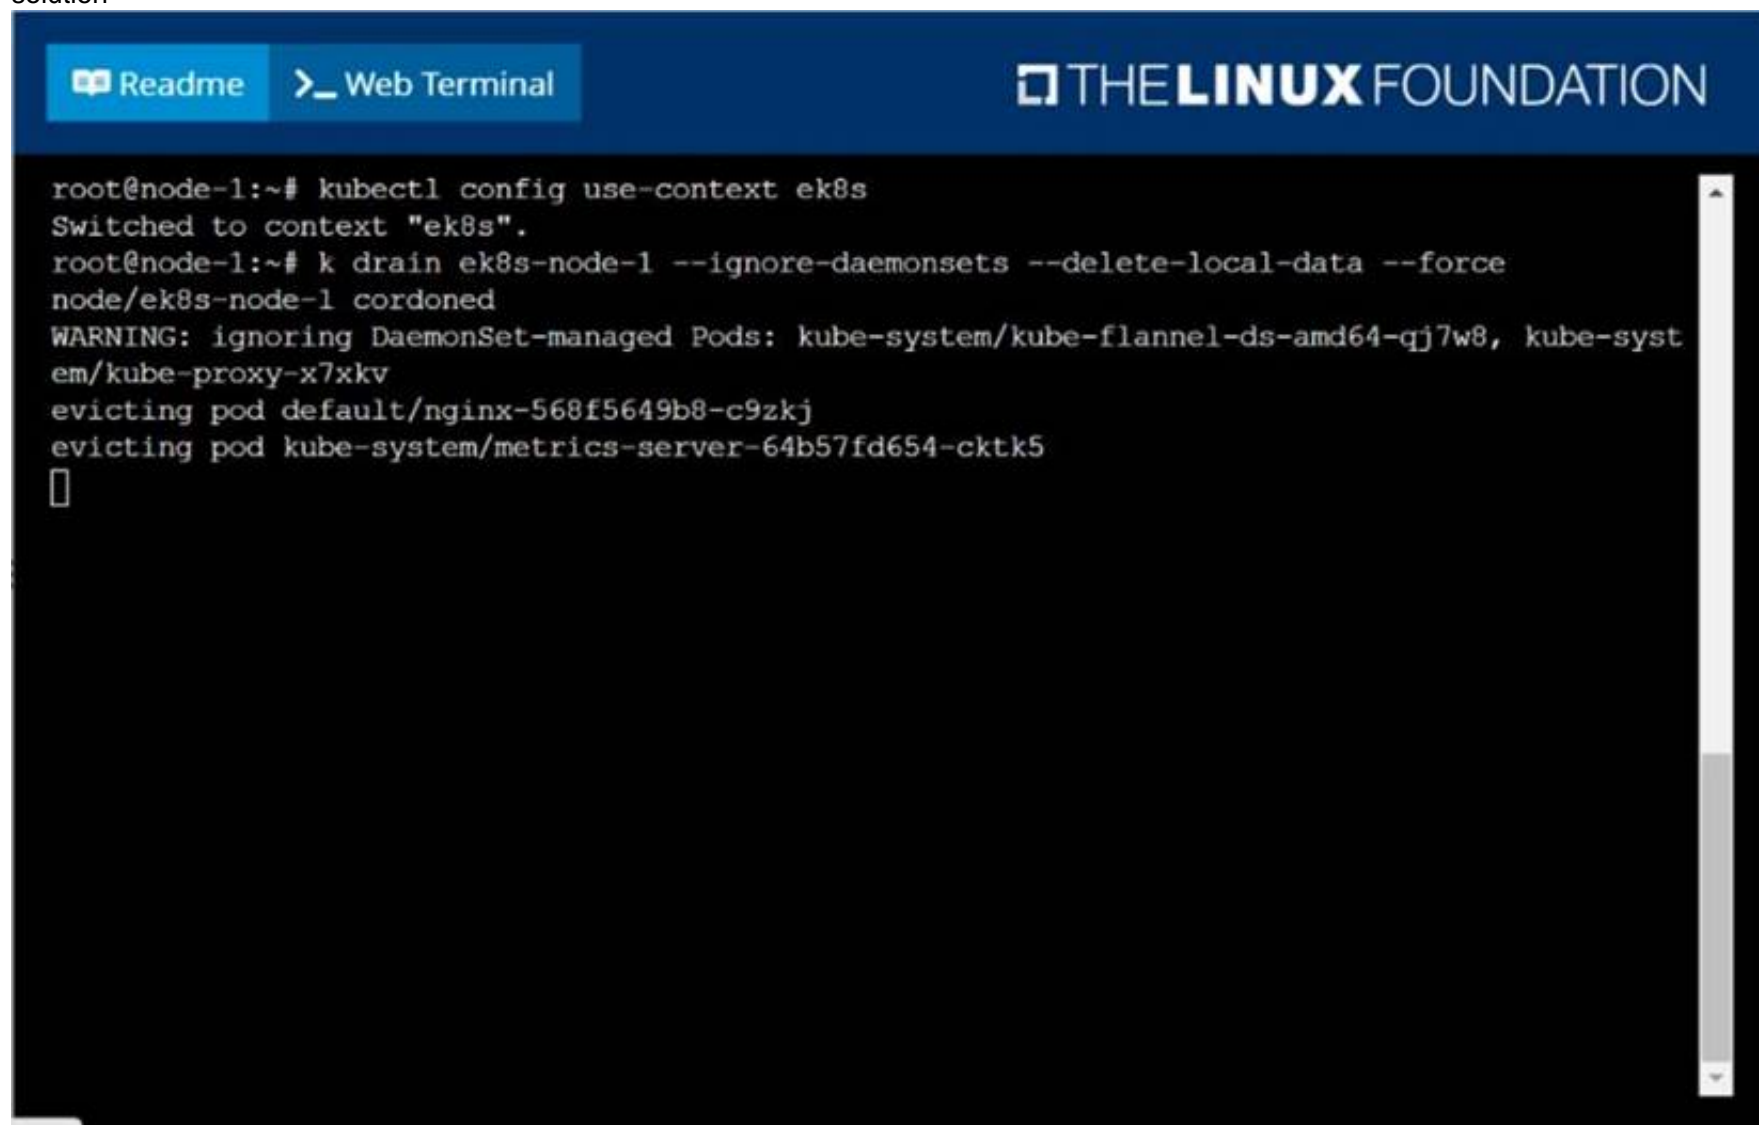 solution
Readme
Web Terminal
THE LINUX FOUNDATION
root@node-1:~# kubectl config use-context ek8s
Switched to context "ek8s".
root@node-1:~# k drain ek8s-node-1 --ignore-daemonsets --delete-local-data --force
node/ek8s-node-1 cordoned
WARNING: ignoring DaemonSet-managed Pods: kube-system/kube-flannel-ds-amd64-qj7w8, kube-syst
em/kube-proxy-x7xkv
evicting pod default/nginx-568f5649b8-c9zkj
evicting pod kube-system/metrics-server-64b57fd654-cktk5